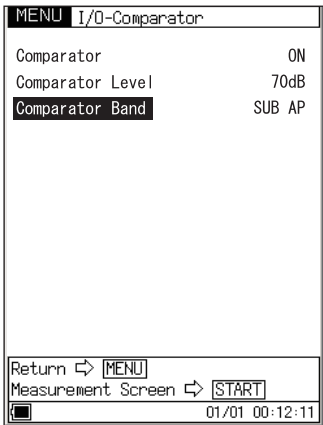 MENU I/O-Comparator
Comparator ON
Comparator Level 70dB
Comparator Band SUB AP
Return ⇨ MENU
Measurement Screen ⇨ START
01/01 00:12:11